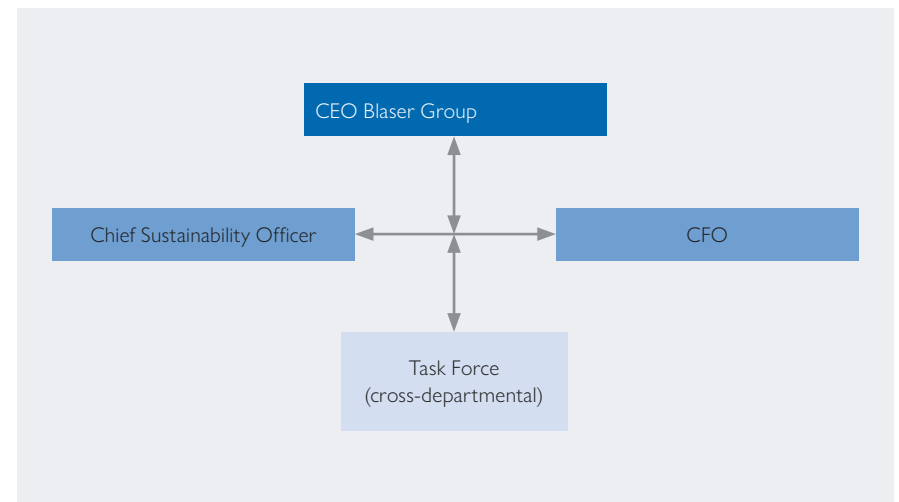 CEO Blaser Group
Chief Sustainability Officer
CFO
Task Force
(cross-departmental)